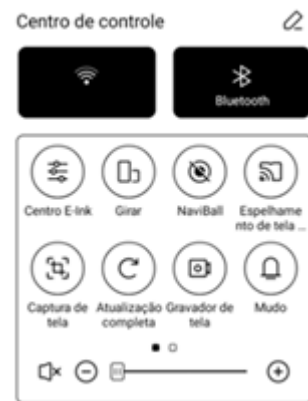 Centro de controle
Bluetooth
Centro E-Ink Girar NaviBall Espelhame
nto de tela ...
Captura de Atualização Gravador de Mudo
tela completa tela